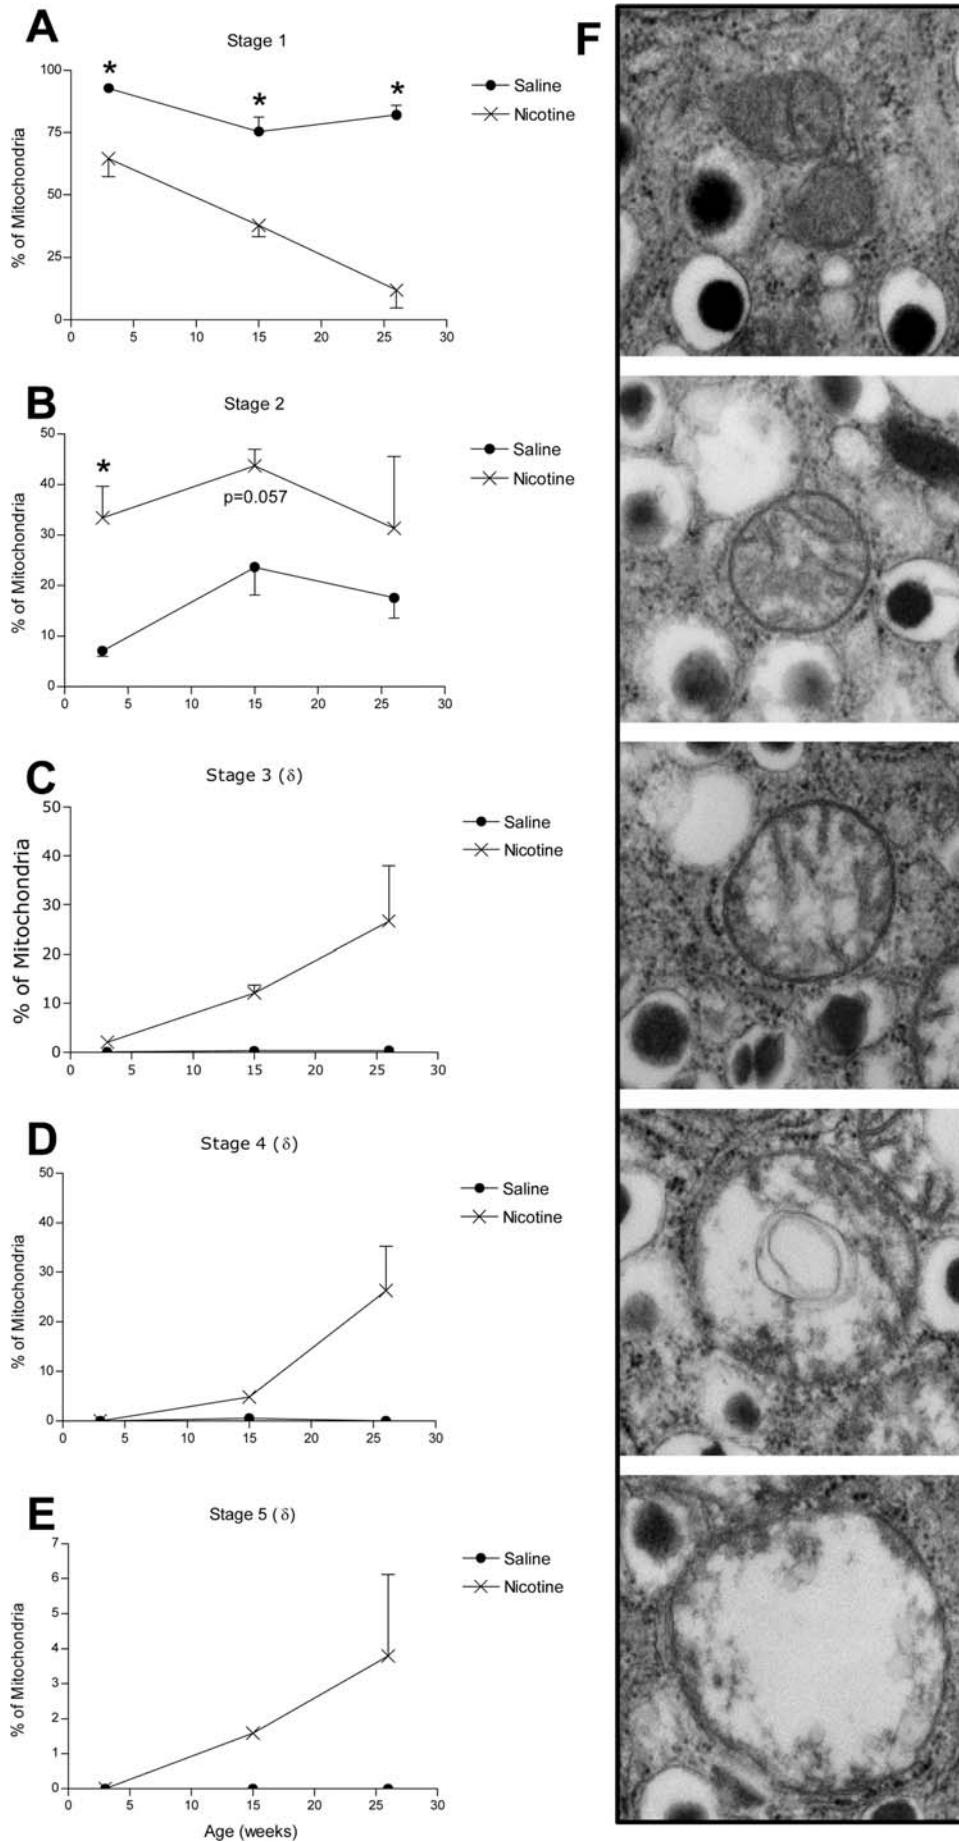 A
Stage 1
*
*
*
Saline
Nicotine
% of Mitochondria
100
75
50
25
0
0 5 10 15 20 25 30
B
Stage 2
*
p=0.057
Saline
Nicotine
% of Mitochondria
50
40
30
20
10
0
0 5 10 15 20 25 30
C
Stage 3 (δ)
Saline
Nicotine
% of Mitochondria
50
40
30
20
10
0
0 5 10 15 20 25 30
D
Stage 4 (δ)
Saline
Nicotine
% of Mitochondria
50
40
30
20
10
0
0 5 10 15 20 25 30
E
Stage 5 (δ)
Saline
Nicotine
% of Mitochondria
7
6
5
4
3
2
1
0
0 5 10 15 20 25 30
Age (weeks)
F